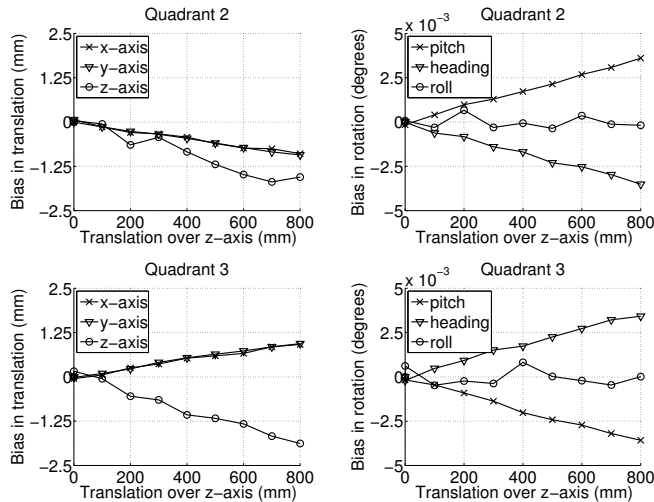 Quadrant 2
Bias in translation (mm)
2.5
1.25
0
−1.25
−2.5
x−axis
y−axis
z−axis
0 200 400 600 800
Translation over z−axis (mm)
Quadrant 2
x 10⁻³
Bias in rotation (degrees)
5
2.5
0
−2.5
−5
pitch
heading
roll
0 200 400 600 800
Translation over z−axis (mm)
Quadrant 3
Bias in translation (mm)
2.5
1.25
0
−1.25
−2.5
x−axis
y−axis
z−axis
0 200 400 600 800
Translation over z−axis (mm)
Quadrant 3
x 10⁻³
Bias in rotation (degrees)
5
2.5
0
−2.5
−5
pitch
heading
roll
0 200 400 600 800
Translation over z−axis (mm)